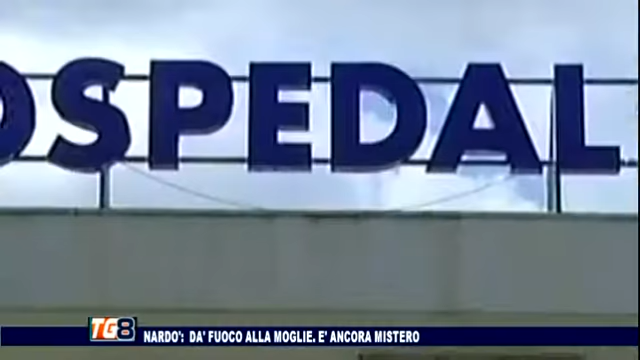 OSPEDAL
TG8 NARDO': DA' FUOCO ALLA MOGLIE. E' ANCORA MISTERO